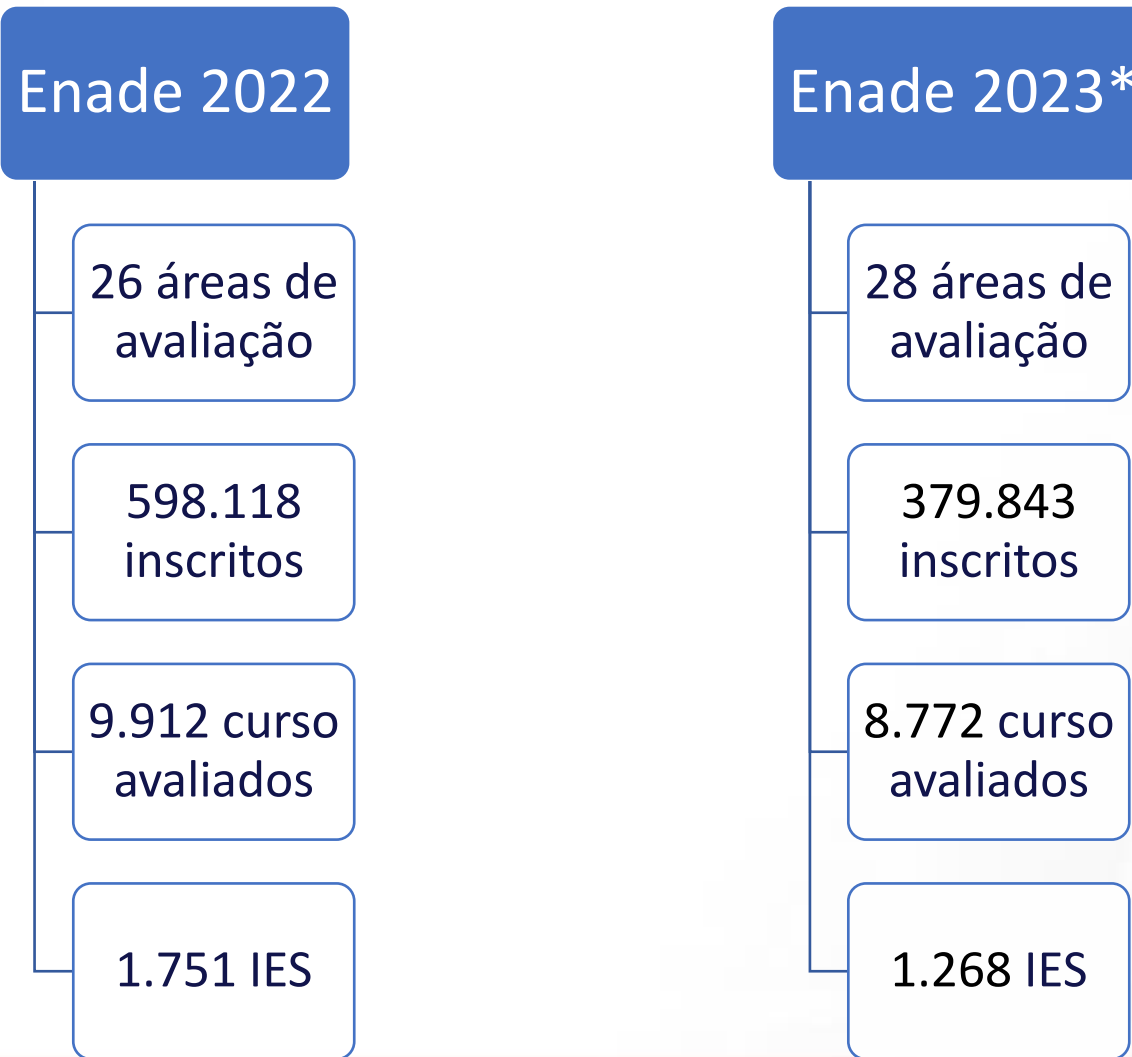 Enade 2022
26 áreas de
avaliação
598.118
inscritos
9.912 curso
avaliados
1.751 IES
Enade 2023*
28 áreas de
avaliação
379.843
inscritos
8.772 curso
avaliados
1.268 IES